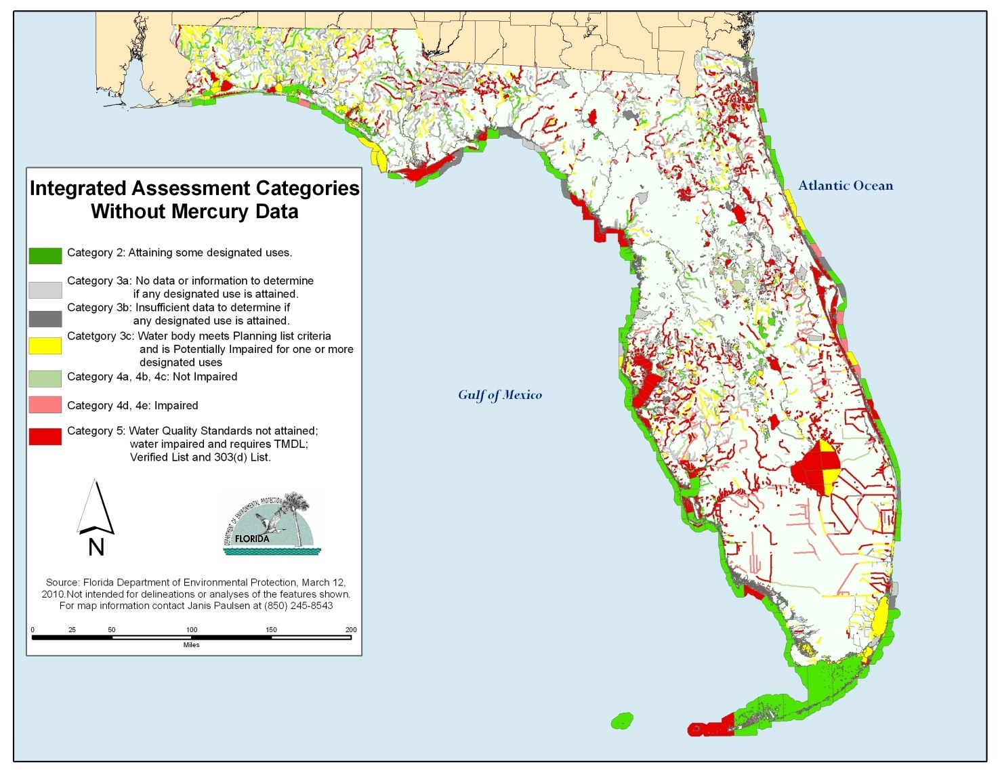 Integrated Assessment Categories
Without Mercury Data
Category 2: Attaining some designated uses.
Category 3a: No data or information to determine
if any designated use is attained.
Category 3b: Insufficient data to determine if
any designated use is attained.
Catetgory 3c: Water body meets Planning list criteria
and is Potentially Impaired for one or more
designated uses
Category 4a, 4b, 4c: Not Impaired
Category 4d, 4e: Impaired
Category 5: Water Quality Standards not attained;
water impaired and requires TMDL;
Verified List and 303(d) List.
N
DEPARTMENT OF ENVIRONMENTAL PROTECTION
FLORIDA
Source: Florida Department of Environmental Protection, March 12,
2010.Not intended for delineations or analyses of the features shown.
For map information contact Janis Paulsen at (850) 245-8543
0 25 50 100 150 200
Miles
Atlantic Ocean
Gulf of Mexico